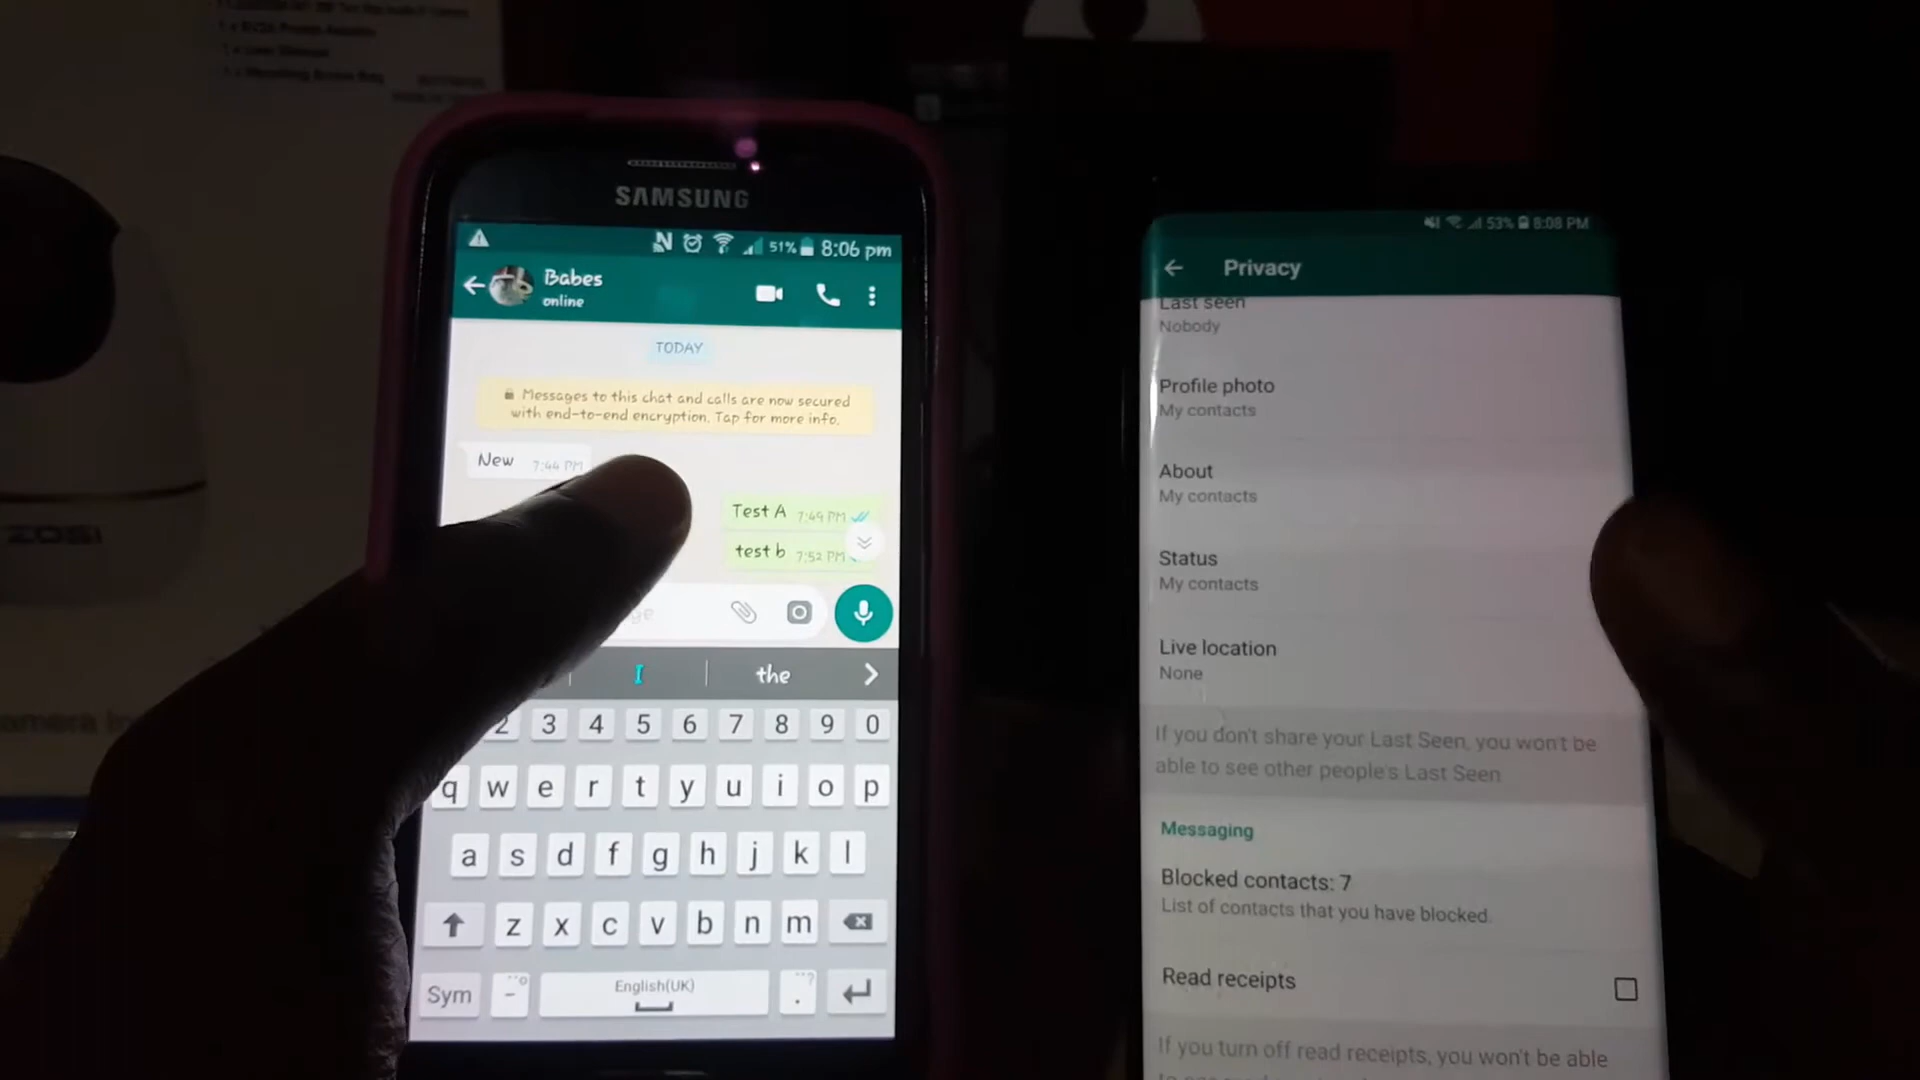 SAMSUNG
51% 8:06 pm
Babes
online
TODAY
Messages to this chat and calls are now secured
with end-to-end encryption. Tap for more info.
New 7:44 PM
Test A 7:49 PM
test b 7:52 PM
I the
2 3 4 5 6 7 8 9 0
q w e r t y u i o p
a s d f g h j k l
z x c v b n m
Sym - English(UK) .
53% 8:08 PM
Privacy
Last seen
Nobody
Profile photo
My contacts
About
My contacts
Status
My contacts
Live location
None
If you don't share your Last Seen, you won't be
able to see other people's Last Seen
Messaging
Blocked contacts: 7
List of contacts that you have blocked.
Read receipts
If you turn off read receipts, you won't be able
ZOSI